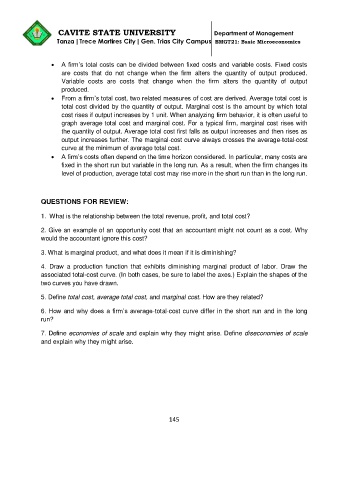 CAVITE STATE UNIVERSITY
Department of Management
Tanza |Trece Martires City| Gen. Trias City Campus BMGT21: Basic Microeconomics
• A firm's total costs can be divided between fixed costs and variable costs. Fixed costs
are costs that do not change when the firm alters the quantity of output produced.
Variable costs are costs that change when the firm alters the quantity of output
produced.
• From a firm's total cost, two related measures of cost are derived. Average total cost is
total cost divided by the quantity of output. Marginal cost is the amount by which total
cost rises if output increases by 1 unit. When analyzing firm behavior, it is often useful to
graph average total cost and marginal cost. For a typical firm, marginal cost rises with
the quantity of output. Average total cost first falls as output increases and then rises as
output increases further. The marginal-cost curve always crosses the average-total-cost
curve at the minimum of average total cost.
• A firm's costs often depend on the time horizon considered. In particular, many costs are
fixed in the short run but variable in the long run. As a result, when the firm changes its
level of production, average total cost may rise more in the short run than in the long run.
QUESTIONS FOR REVIEW:
1. What is the relationship between the total revenue, profit, and total cost?
2. Give an example of an opportunity cost that an accountant might not count as a cost. Why
would the accountant ignore this cost?
3. What is marginal product, and what does it mean if it is diminishing?
4. Draw a production function that exhibits diminishing marginal product of labor. Draw the
associated total-cost curve. (In both cases, be sure to label the axes.) Explain the shapes of the
two curves you have drawn.
5. Define total cost, average total cost, and marginal cost. How are they related?
6. How and why does a firm's average-total-cost curve differ in the short run and in the long
run?
7. Define economies of scale and explain why they might arise. Define diseconomies of scale
and explain why they might arise.
145